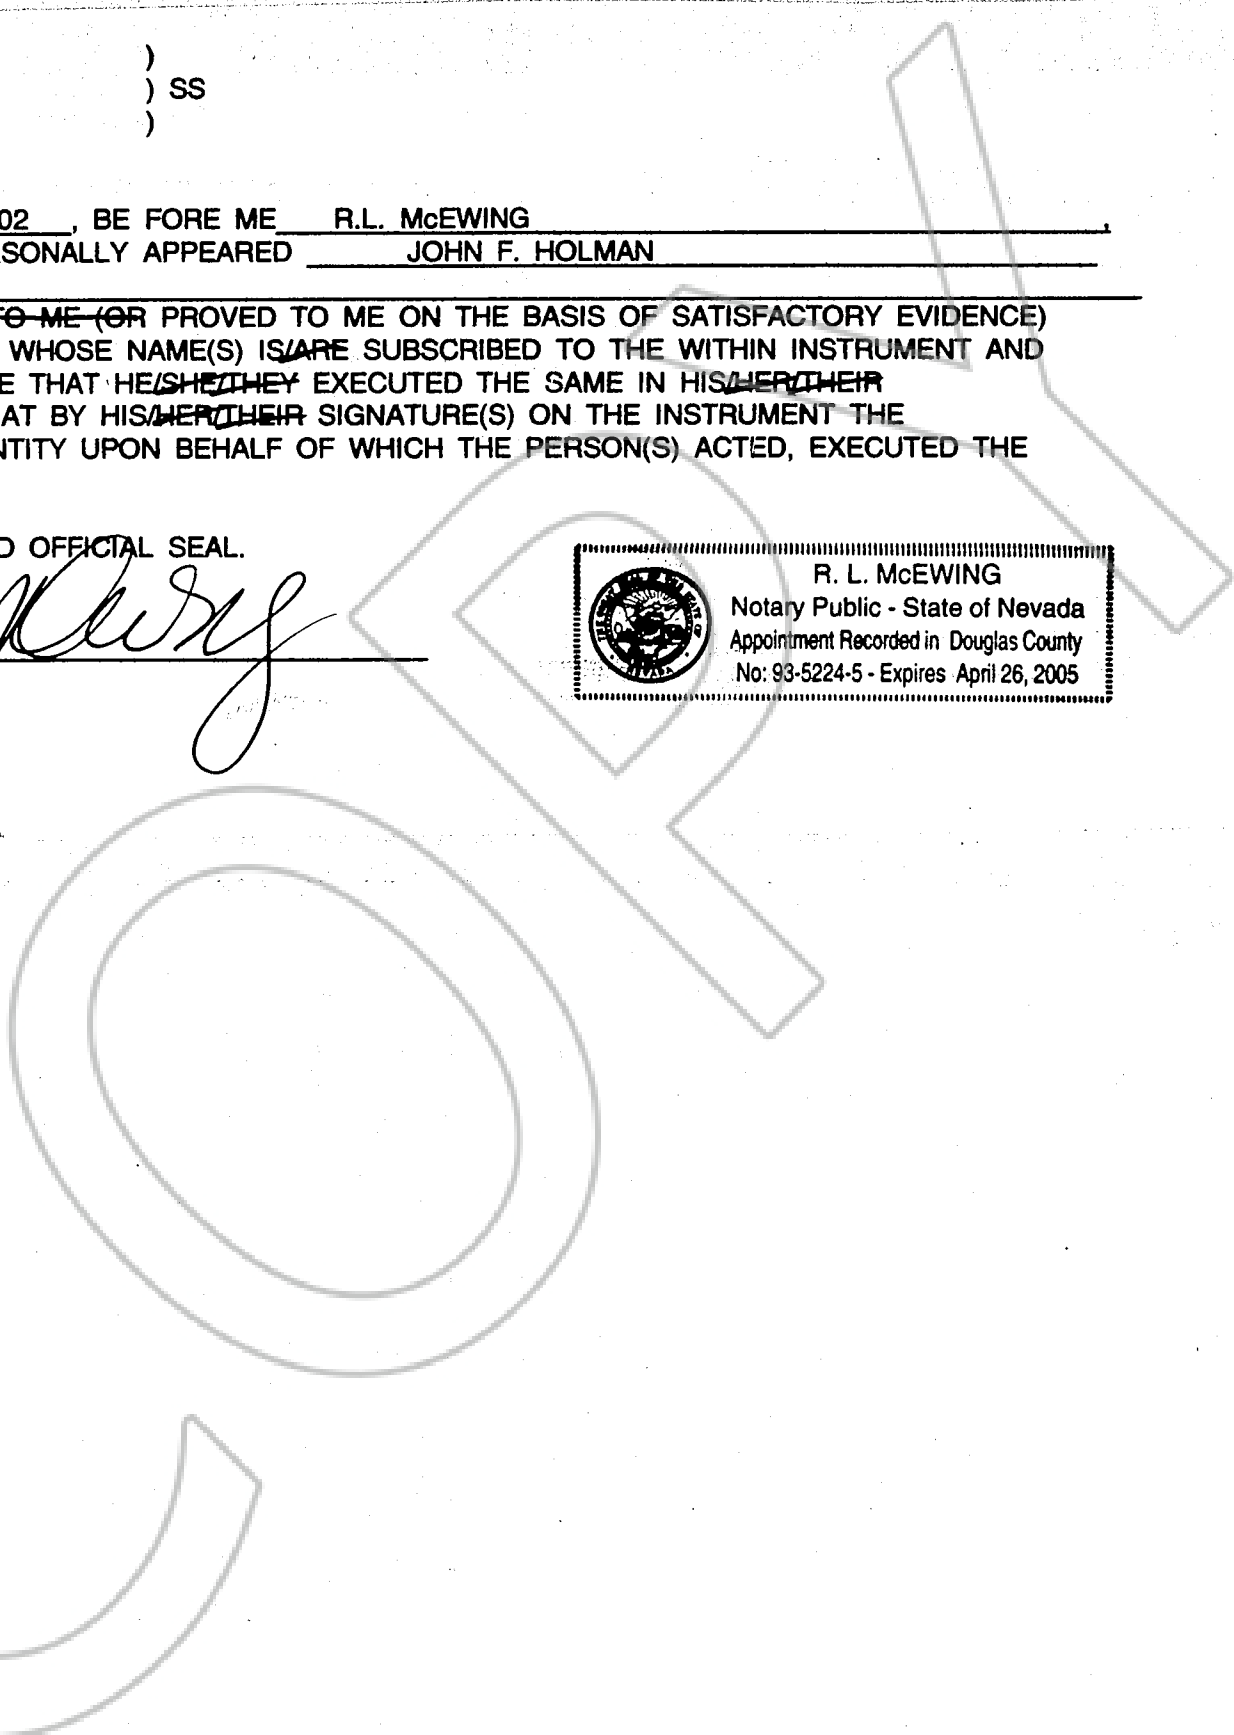 )
) SS
)
02 , BE FORE ME R.L. McEWING ,
SONALLY APPEARED JOHN F. HOLMAN
TO ME (OR PROVED TO ME ON THE BASIS OF SATISFACTORY EVIDENCE)
WHOSE NAME(S) IS/ARE SUBSCRIBED TO THE WITHIN INSTRUMENT AND
E THAT HE/SHE/THEY EXECUTED THE SAME IN HIS/HER/THEIR
AT BY HIS/HER/THEIR SIGNATURE(S) ON THE INSTRUMENT THE
NTITY UPON BEHALF OF WHICH THE PERSON(S) ACTED, EXECUTED THE
D OFFICIAL SEAL.
R. L. McEWING
Notary Public - State of Nevada
Appointment Recorded in Douglas County
No: 93-5224-5 - Expires April 26, 2005
COPY